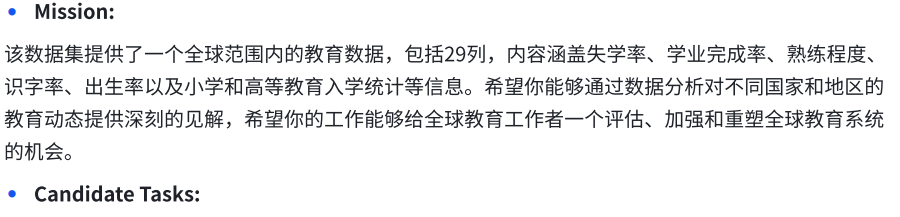 Mission:
该数据集提供了一个全球范围内的教育数据，包括29列，内容涵盖失学率、学业完成率、熟练程度、
识字率、出生率以及小学和高等教育入学统计等信息。希望你能够通过数据分析对不同国家和地区的
教育动态提供深刻的见解，希望你的工作能够给全球教育工作者一个评估、加强和重塑全球教育系统
的机会。
Candidate Tasks: